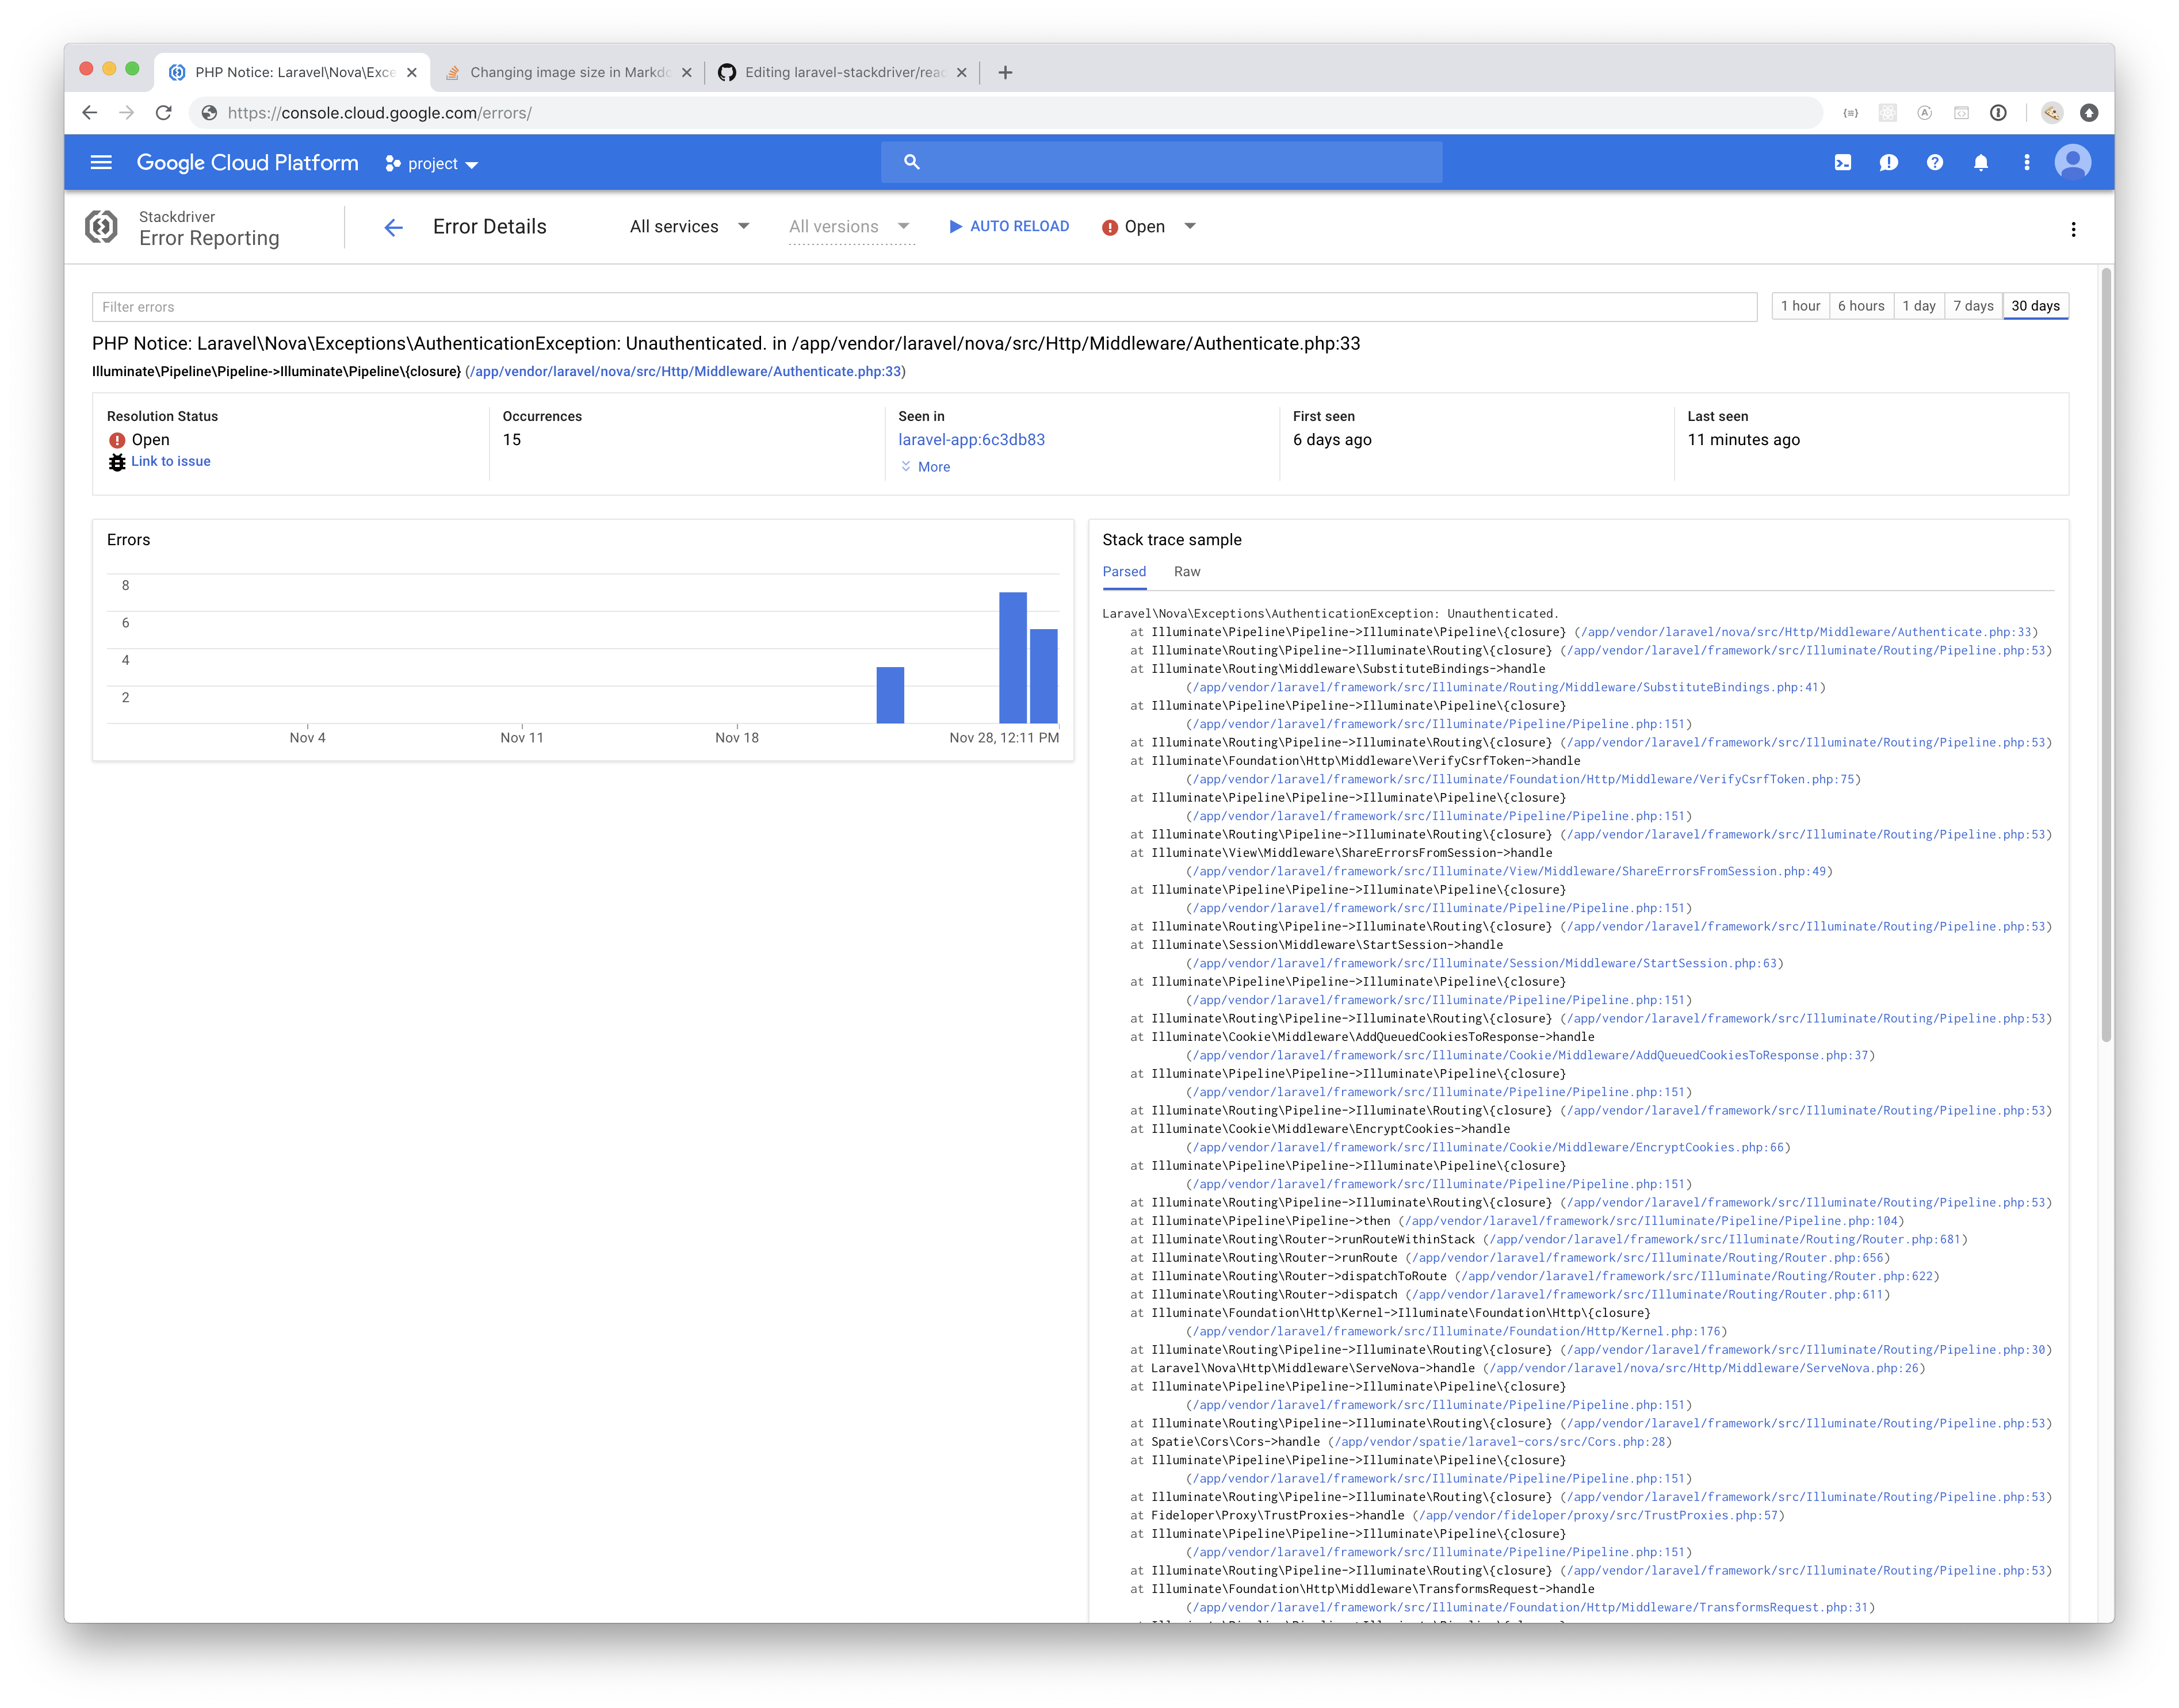 PHP Notice: Laravel\Nova\Exce
Changing image size in Markdo
Editing laravel-stackdriver/rea
https://console.cloud.google.com/errors/
Google Cloud Platform
project
Stackdriver
Error Reporting
Error Details
All services
All versions
AUTO RELOAD
Open
Filter errors
1 hour
6 hours
1 day
7 days
30 days
PHP Notice: Laravel\Nova\Exceptions\AuthenticationException: Unauthenticated. in /app/vendor/laravel/nova/src/Http/Middleware/Authenticate.php:33
Illuminate\Pipeline\Pipeline->Illuminate\Pipeline\{closure} (/app/vendor/laravel/nova/src/Http/Middleware/Authenticate.php:33)
Resolution Status
Open
Link to issue
Occurrences
15
Seen in
laravel-app:6c3db83
More
First seen
6 days ago
Last seen
11 minutes ago
Errors
8
6
4
2
Nov 4
Nov 11
Nov 18
Nov 28, 12:11 PM
Stack trace sample
Parsed
Raw
Laravel\Nova\Exceptions\AuthenticationException: Unauthenticated.
at Illuminate\Pipeline\Pipeline->Illuminate\Pipeline\{closure} (/app/vendor/laravel/nova/src/Http/Middleware/Authenticate.php:33)
at Illuminate\Routing\Pipeline->Illuminate\Routing\{closure} (/app/vendor/laravel/framework/src/Illuminate/Routing/Pipeline.php:53)
at Illuminate\Routing\Middleware\SubstituteBindings->handle
(/app/vendor/laravel/framework/src/Illuminate/Routing/Middleware/SubstituteBindings.php:41)
at Illuminate\Pipeline\Pipeline->Illuminate\Pipeline\{closure}
(/app/vendor/laravel/framework/src/Illuminate/Pipeline/Pipeline.php:151)
at Illuminate\Routing\Pipeline->Illuminate\Routing\{closure} (/app/vendor/laravel/framework/src/Illuminate/Routing/Pipeline.php:53)
at Illuminate\Foundation\Http\Middleware\VerifyCsrfToken->handle
(/app/vendor/laravel/framework/src/Illuminate/Foundation/Http/Middleware/VerifyCsrfToken.php:75)
at Illuminate\Pipeline\Pipeline->Illuminate\Pipeline\{closure}
(/app/vendor/laravel/framework/src/Illuminate/Pipeline/Pipeline.php:151)
at Illuminate\Routing\Pipeline->Illuminate\Routing\{closure} (/app/vendor/laravel/framework/src/Illuminate/Routing/Pipeline.php:53)
at Illuminate\View\Middleware\ShareErrorsFromSession->handle
(/app/vendor/laravel/framework/src/Illuminate/View/Middleware/ShareErrorsFromSession.php:49)
at Illuminate\Pipeline\Pipeline->Illuminate\Pipeline\{closure}
(/app/vendor/laravel/framework/src/Illuminate/Pipeline/Pipeline.php:151)
at Illuminate\Routing\Pipeline->Illuminate\Routing\{closure} (/app/vendor/laravel/framework/src/Illuminate/Routing/Pipeline.php:53)
at Illuminate\Session\Middleware\StartSession->handle
(/app/vendor/laravel/framework/src/Illuminate/Session/Middleware/StartSession.php:63)
at Illuminate\Pipeline\Pipeline->Illuminate\Pipeline\{closure}
(/app/vendor/laravel/framework/src/Illuminate/Pipeline/Pipeline.php:151)
at Illuminate\Routing\Pipeline->Illuminate\Routing\{closure} (/app/vendor/laravel/framework/src/Illuminate/Routing/Pipeline.php:53)
at Illuminate\Cookie\Middleware\AddQueuedCookiesToResponse->handle
(/app/vendor/laravel/framework/src/Illuminate/Cookie/Middleware/AddQueuedCookiesToResponse.php:37)
at Illuminate\Pipeline\Pipeline->Illuminate\Pipeline\{closure}
(/app/vendor/laravel/framework/src/Illuminate/Pipeline/Pipeline.php:151)
at Illuminate\Routing\Pipeline->Illuminate\Routing\{closure} (/app/vendor/laravel/framework/src/Illuminate/Routing/Pipeline.php:53)
at Illuminate\Cookie\Middleware\EncryptCookies->handle
(/app/vendor/laravel/framework/src/Illuminate/Cookie/Middleware/EncryptCookies.php:66)
at Illuminate\Pipeline\Pipeline->Illuminate\Pipeline\{closure}
(/app/vendor/laravel/framework/src/Illuminate/Pipeline/Pipeline.php:151)
at Illuminate\Routing\Pipeline->Illuminate\Routing\{closure} (/app/vendor/laravel/framework/src/Illuminate/Routing/Pipeline.php:53)
at Illuminate\Pipeline\Pipeline->then (/app/vendor/laravel/framework/src/Illuminate/Pipeline/Pipeline.php:104)
at Illuminate\Routing\Router->runRouteWithinStack (/app/vendor/laravel/framework/src/Illuminate/Routing/Router.php:681)
at Illuminate\Routing\Router->runRoute (/app/vendor/laravel/framework/src/Illuminate/Routing/Router.php:656)
at Illuminate\Routing\Router->dispatchToRoute (/app/vendor/laravel/framework/src/Illuminate/Routing/Router.php:622)
at Illuminate\Routing\Router->dispatch (/app/vendor/laravel/framework/src/Illuminate/Routing/Router.php:611)
at Illuminate\Foundation\Http\Kernel->Illuminate\Foundation\Http\{closure}
(/app/vendor/laravel/framework/src/Illuminate/Foundation/Http/Kernel.php:176)
at Illuminate\Routing\Pipeline->Illuminate\Routing\{closure} (/app/vendor/laravel/framework/src/Illuminate/Routing/Pipeline.php:30)
at Laravel\Nova\Http\Middleware\ServeNova->handle (/app/vendor/laravel/nova/src/Http/Middleware/ServeNova.php:26)
at Illuminate\Pipeline\Pipeline->Illuminate\Pipeline\{closure}
(/app/vendor/laravel/framework/src/Illuminate/Pipeline/Pipeline.php:151)
at Illuminate\Routing\Pipeline->Illuminate\Routing\{closure} (/app/vendor/laravel/framework/src/Illuminate/Routing/Pipeline.php:53)
at Spatie\Cors\Cors->handle (/app/vendor/spatie/laravel-cors/src/Cors.php:28)
at Illuminate\Pipeline\Pipeline->Illuminate\Pipeline\{closure}
(/app/vendor/laravel/framework/src/Illuminate/Pipeline/Pipeline.php:151)
at Illuminate\Routing\Pipeline->Illuminate\Routing\{closure} (/app/vendor/laravel/framework/src/Illuminate/Routing/Pipeline.php:53)
at Fideloper\Proxy\TrustProxies->handle (/app/vendor/fideloper/proxy/src/TrustProxies.php:57)
at Illuminate\Pipeline\Pipeline->Illuminate\Pipeline\{closure}
(/app/vendor/laravel/framework/src/Illuminate/Pipeline/Pipeline.php:151)
at Illuminate\Routing\Pipeline->Illuminate\Routing\{closure} (/app/vendor/laravel/framework/src/Illuminate/Routing/Pipeline.php:53)
at Illuminate\Foundation\Http\Middleware\TransformsRequest->handle
(/app/vendor/laravel/framework/src/Illuminate/Foundation/Http/Middleware/TransformsRequest.php:31)